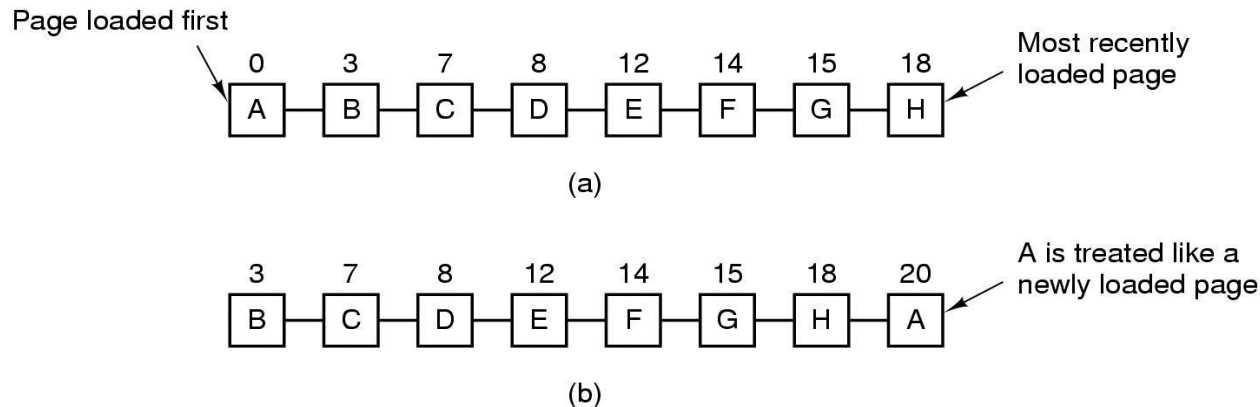 Page loaded first
Most recently
loaded page
0 3 7 8 12 14 15 18
A B C D E F G H
(a)
A is treated like a
newly loaded page
3 7 8 12 14 15 18 20
B C D E F G H A
(b)